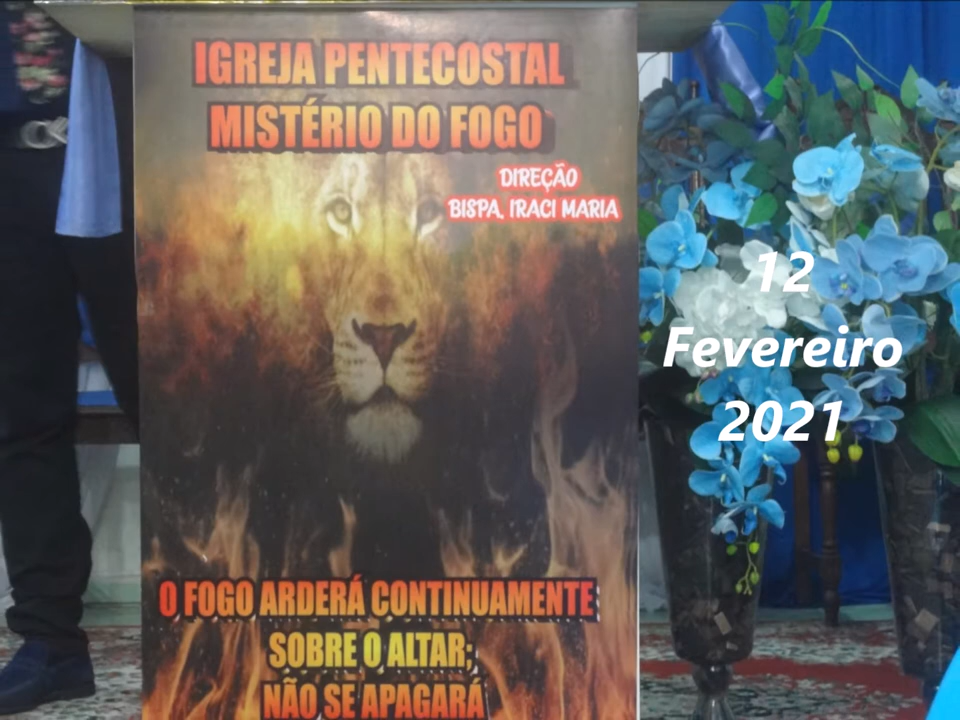 IGREJA PENTECOSTAL
MISTÉRIO DO FOGO
DIREÇÃO
BISPA. IRACI MARIA
12
Fevereiro
2021
O FOGO ARDERÁ CONTINUAMENTE
SOBRE O ALTAR;
NÃO SE APAGARÁ